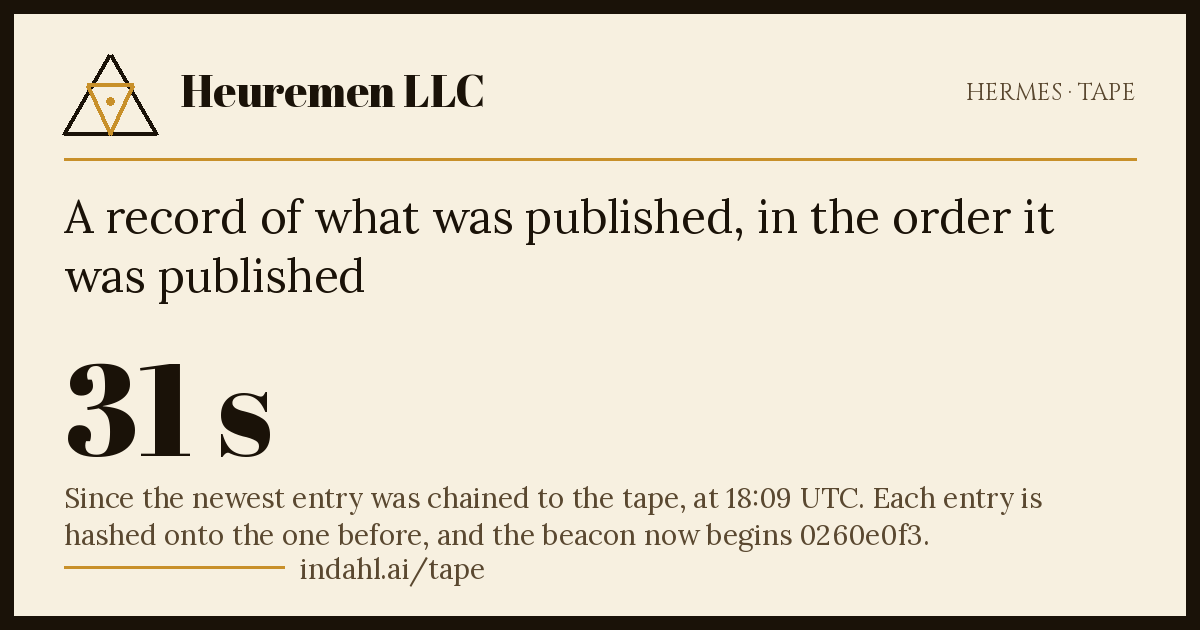 Heuremen LLC
HERMES · TAPE
A record of what was published, in the order it
was published
31 s
Since the newest entry was chained to the tape, at 18:09 UTC. Each entry is
hashed onto the one before, and the beacon now begins 0260e0f3.
indahl.ai/tape